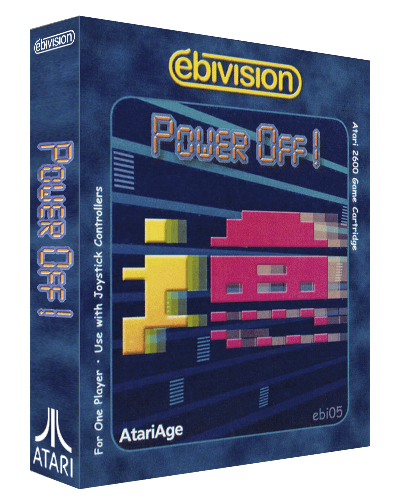 ebivision
POWER OFF!
ATARI
ébivision
POWER OFF!
Atari 2600 Game Cartridge
For One Player · Use with Joystick Controllers
AtariAge
ebi05